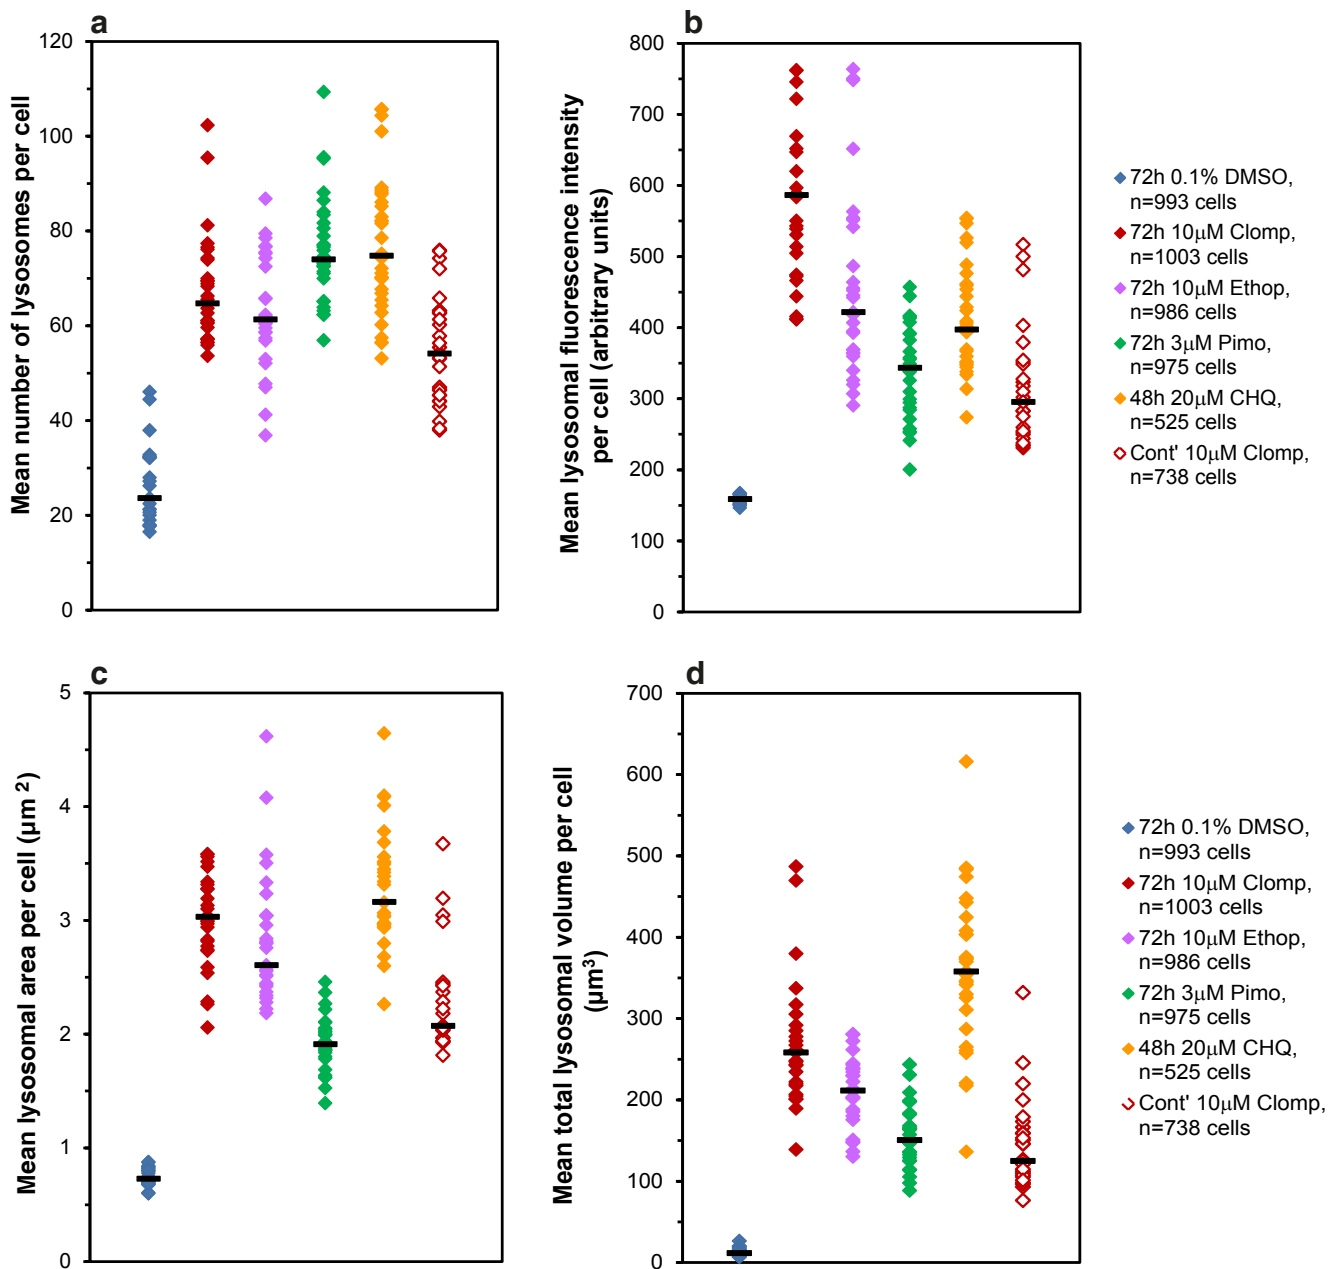 a
Mean number of lysosomes per cell
120
100
80
60
40
20
0
b
Mean lysosomal fluorescence intensity
per cell (arbitrary units)
800
700
600
500
400
300
200
100
0
72h 0.1% DMSO,
n=993 cells
72h 10µM Clomp,
n=1003 cells
72h 10µM Ethop,
n=986 cells
72h 3µM Pimo,
n=975 cells
48h 20µM CHQ,
n=525 cells
Cont' 10µM Clomp,
n=738 cells
c
Mean lysosomal area per cell (µm ²)
5
4
3
2
1
0
d
Mean total lysosomal volume per cell
(µm³)
700
600
500
400
300
200
100
0
72h 0.1% DMSO,
n=993 cells
72h 10µM Clomp,
n=1003 cells
72h 10µM Ethop,
n=986 cells
72h 3µM Pimo,
n=975 cells
48h 20µM CHQ,
n=525 cells
Cont' 10µM Clomp,
n=738 cells